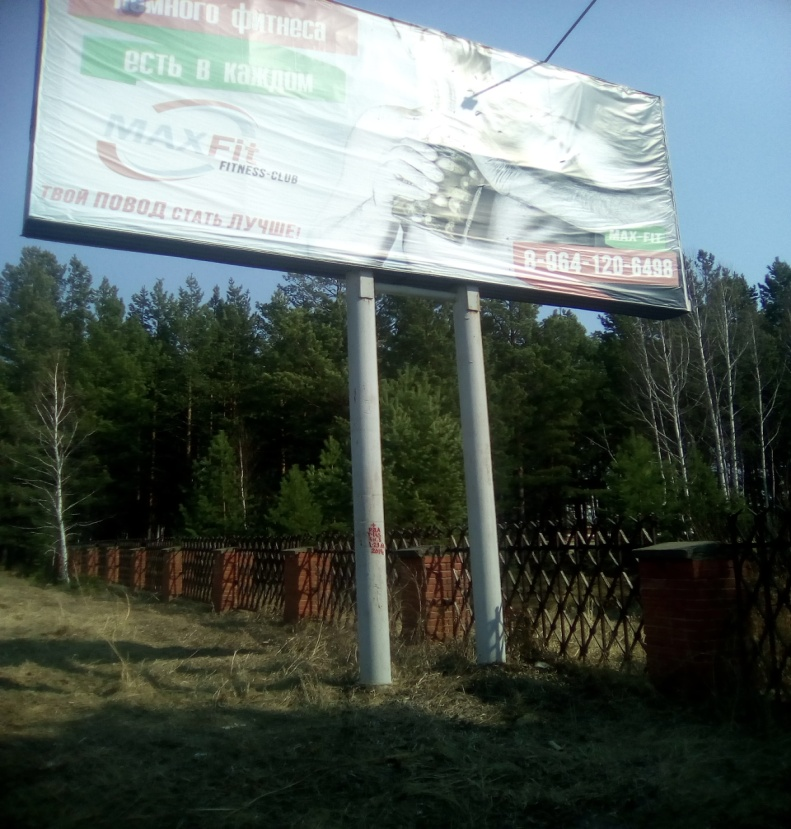 немного фитнеса
есть в каждом
MAXFit
FITNESS-CLUB
ТВОЙ ПОВОД СТАТЬ ЛУЧШЕ!
MAX-FIT
8-964-120-6498